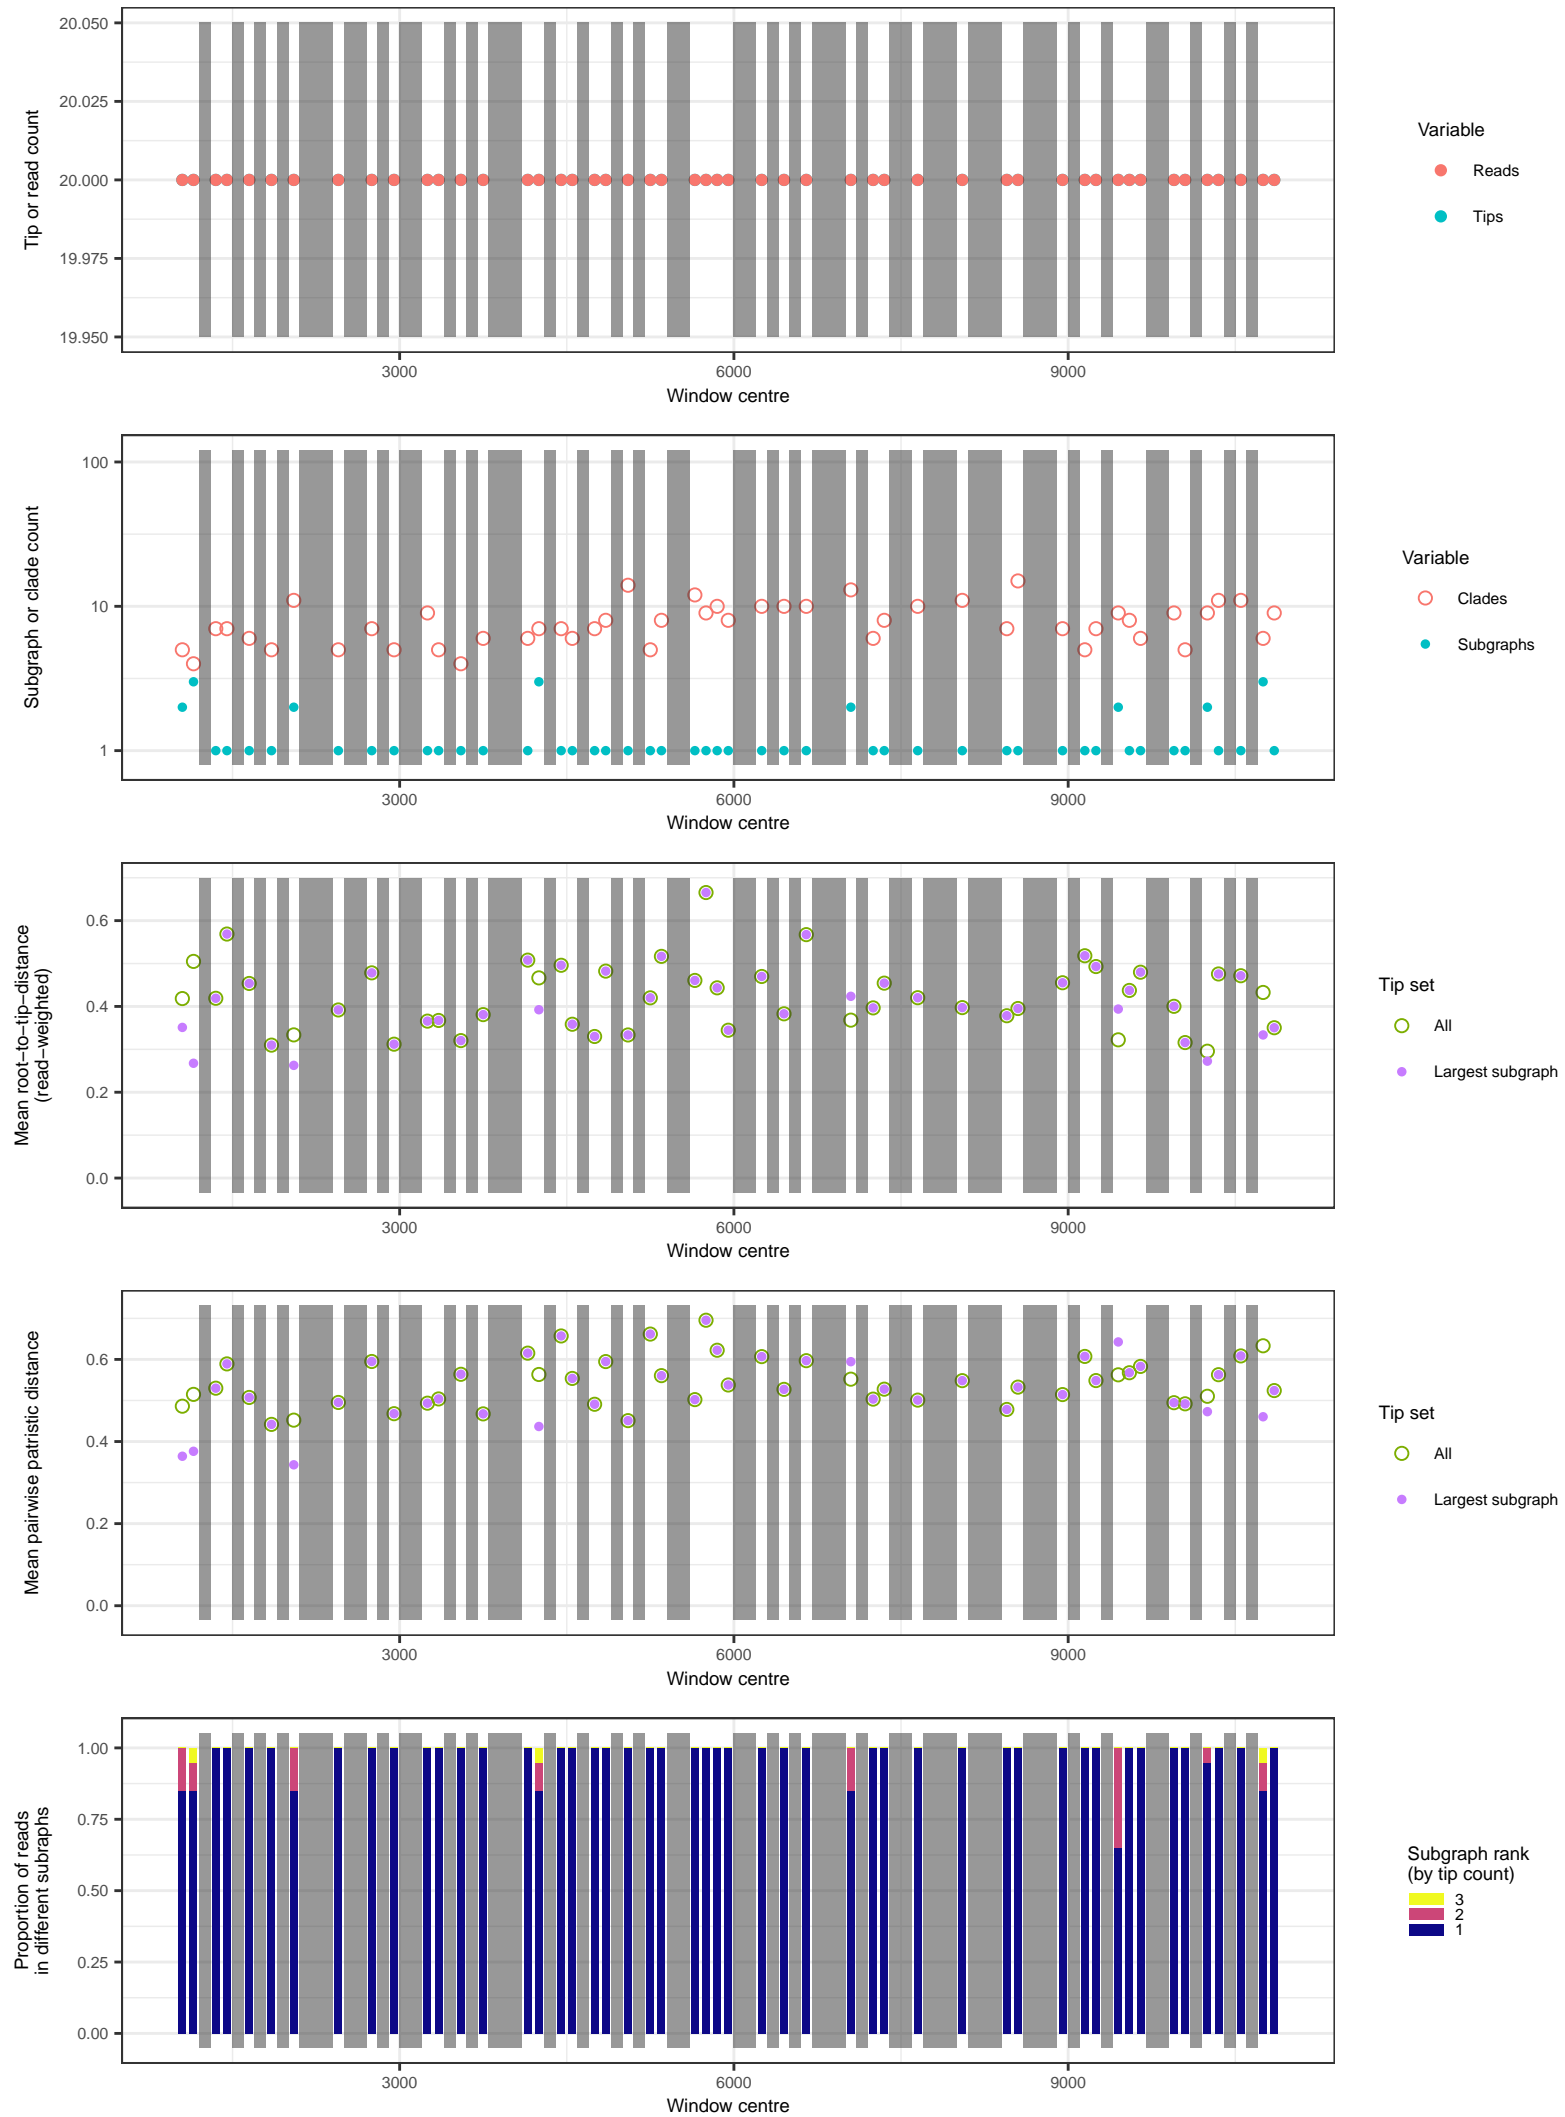 20.050
20.025
20.000
19.975
19.950
Tip or read count
3000 6000 9000
Window centre
Variable
Reads
Tips
100
10
1
Subgraph or clade count
3000 6000 9000
Window centre
Variable
Clades
Subgraphs
0.6
0.4
0.2
0.0
Mean root−to−tip−distance
(read−weighted)
3000 6000 9000
Window centre
Tip set
All
Largest subgraph
0.6
0.4
0.2
0.0
Mean pairwise patristic distance
3000 6000 9000
Window centre
Tip set
All
Largest subgraph
1.00
0.75
0.50
0.25
0.00
Proportion of reads
in different subraphs
3000 6000 9000
Window centre
Subgraph rank
(by tip count)
3
2
1